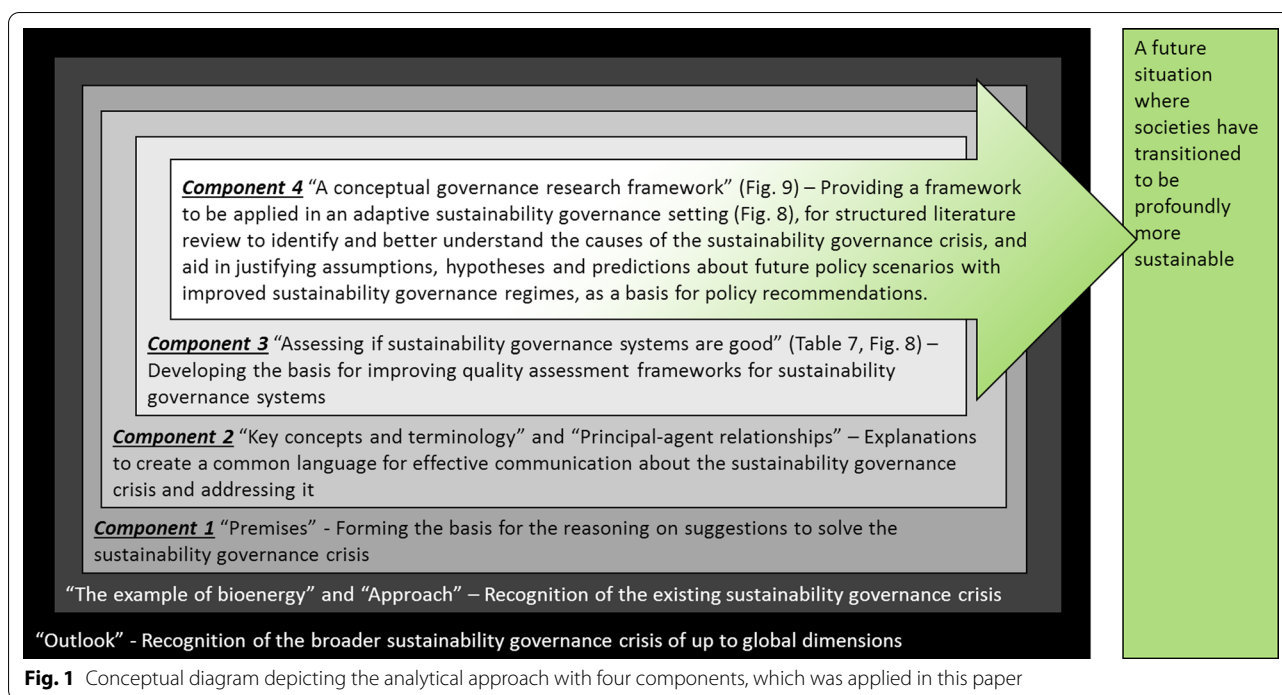 Component 4 “A conceptual governance research framework” (Fig. 9) – Providing a framework
to be applied in an adaptive sustainability governance setting (Fig. 8), for structured literature
review to identify and better understand the causes of the sustainability governance crisis, and
aid in justifying assumptions, hypotheses and predictions about future policy scenarios with
improved sustainability governance regimes, as a basis for policy recommendations.
Component 3 “Assessing if sustainability governance systems are good” (Table 7, Fig. 8) –
Developing the basis for improving quality assessment frameworks for sustainability
governance systems
Component 2 “Key concepts and terminology” and “Principal-agent relationships” – Explanations
to create a common language for effective communication about the sustainability governance
crisis and addressing it
Component 1 “Premises” - Forming the basis for the reasoning on suggestions to solve the
sustainability governance crisis
“The example of bioenergy” and “Approach” – Recognition of the existing sustainability governance crisis
“Outlook” - Recognition of the broader sustainability governance crisis of up to global dimensions
A future
situation
where
societies have
transitioned
to be
profoundly
more
sustainable
Fig. 1 Conceptual diagram depicting the analytical approach with four components, which was applied in this paper